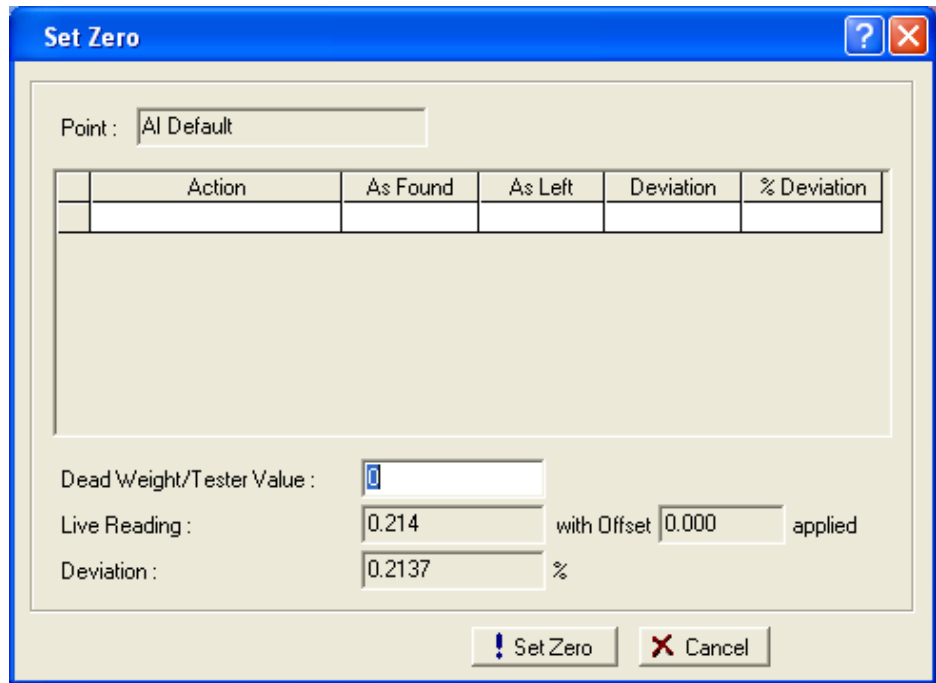 Set Zero
Point : AI Default
Action As Found As Left Deviation % Deviation
Dead Weight/Tester Value : 0
Live Reading : 0.214 with Offset 0.000 applied
Deviation : 0.2137 %
! Set Zero X Cancel